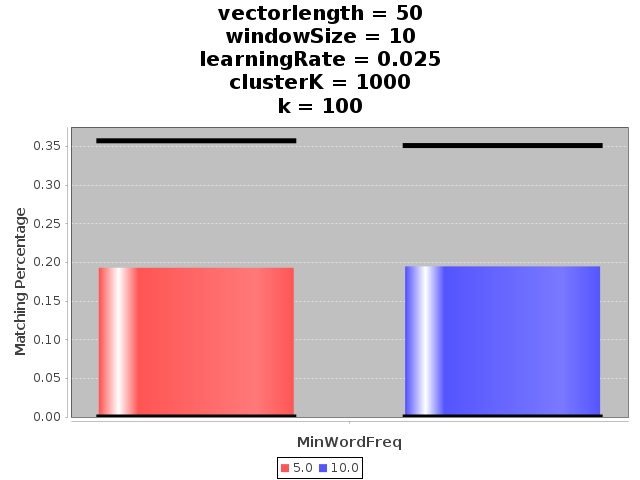 vectorlength = 50
windowSize = 10
learningRate = 0.025
clusterK = 1000
k = 100
Matching Percentage
0.35
0.30
0.25
0.20
0.15
0.10
0.05
0.00
MinWordFreq
5.0 10.0